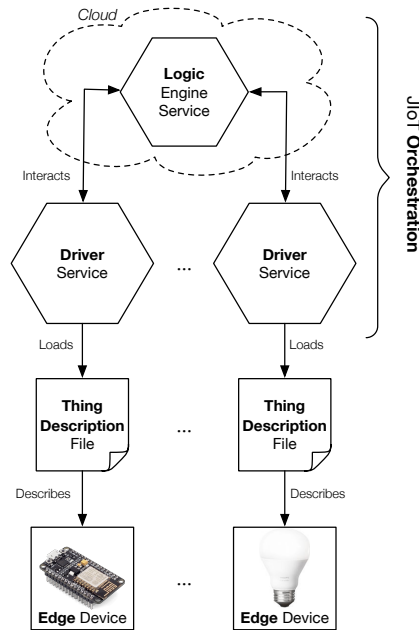 Cloud
Logic
Engine
Service
JIoT Orchestration
Interacts
Interacts
Driver
Service
...
Driver
Service
Loads
Loads
Thing
Description
File
...
Thing
Description
File
Describes
Describes
...
Edge Device
Edge Device